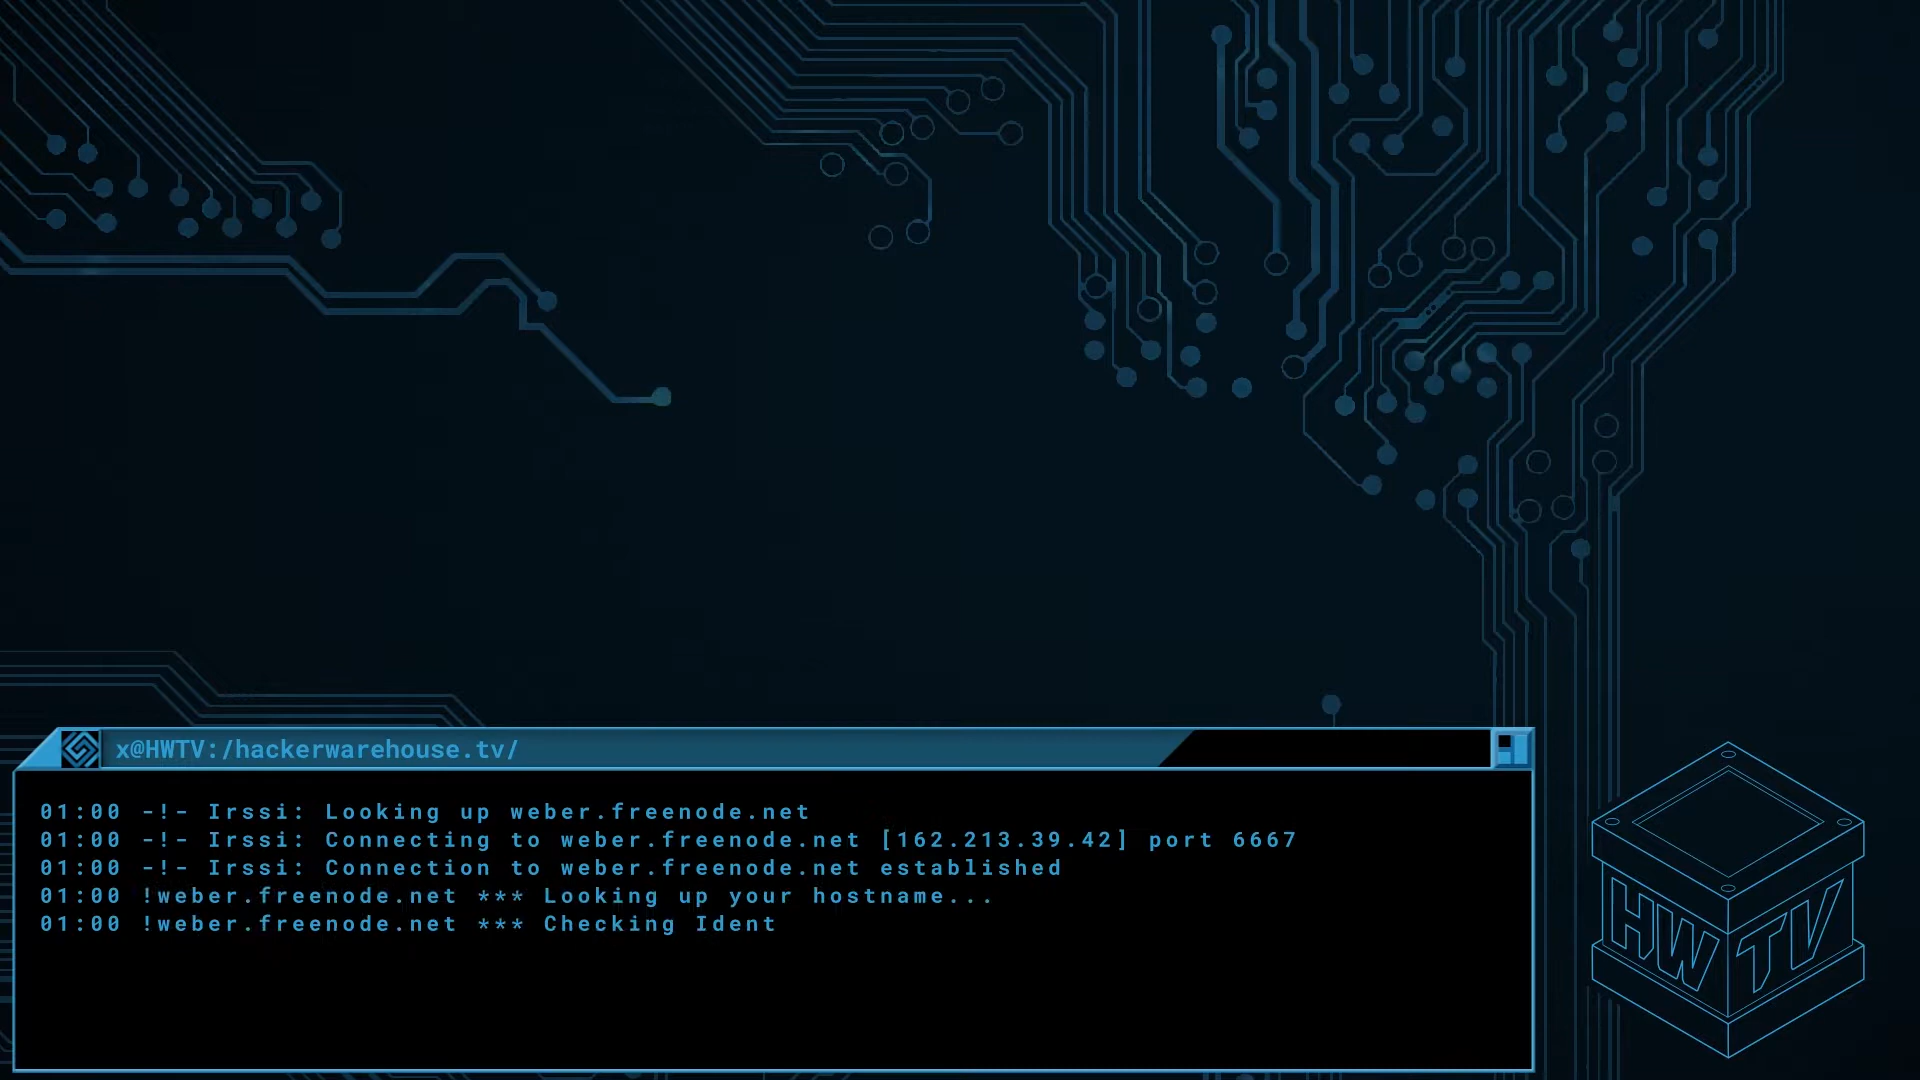 x@HWTV:/hackerwarehouse.tv/
01:00 -!- Irssi: Looking up weber.freenode.net
01:00 -!- Irssi: Connecting to weber.freenode.net [162.213.39.42] port 6667
01:00 -!- Irssi: Connection to weber.freenode.net established
01:00 !weber.freenode.net *** Looking up your hostname...
01:00 !weber.freenode.net *** Checking Ident
HW TV